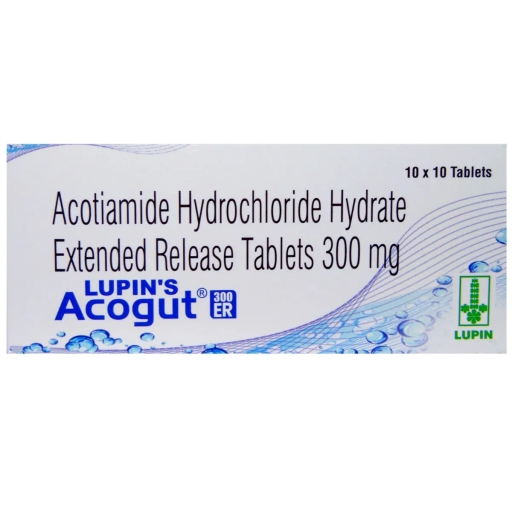 10 x 10 Tablets
Acotiamide Hydrochloride Hydrate
Extended Release Tablets 300 mg
LUPIN'S
Acogut® 300 ER
LUPIN